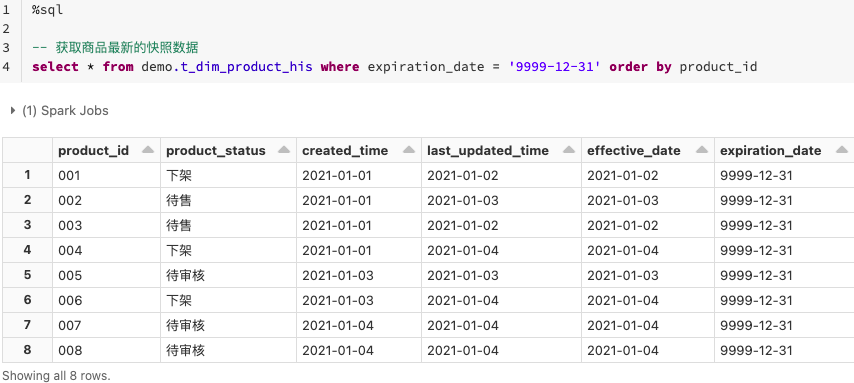 1 %sql
2
3 -- 获取商品最新的快照数据
4 select * from demo.t_dim_product_his where expiration_date = '9999-12-31' order by product_id
(1) Spark Jobs
product_id product_status created_time last_updated_time effective_date expiration_date
1 001 下架 2021-01-01 2021-01-02 2021-01-02 9999-12-31
2 002 待售 2021-01-01 2021-01-03 2021-01-03 9999-12-31
3 003 待售 2021-01-01 2021-01-02 2021-01-02 9999-12-31
4 004 下架 2021-01-01 2021-01-04 2021-01-04 9999-12-31
5 005 待审核 2021-01-03 2021-01-03 2021-01-03 9999-12-31
6 006 下架 2021-01-03 2021-01-04 2021-01-04 9999-12-31
7 007 待审核 2021-01-04 2021-01-04 2021-01-04 9999-12-31
8 008 待审核 2021-01-04 2021-01-04 2021-01-04 9999-12-31
Showing all 8 rows.